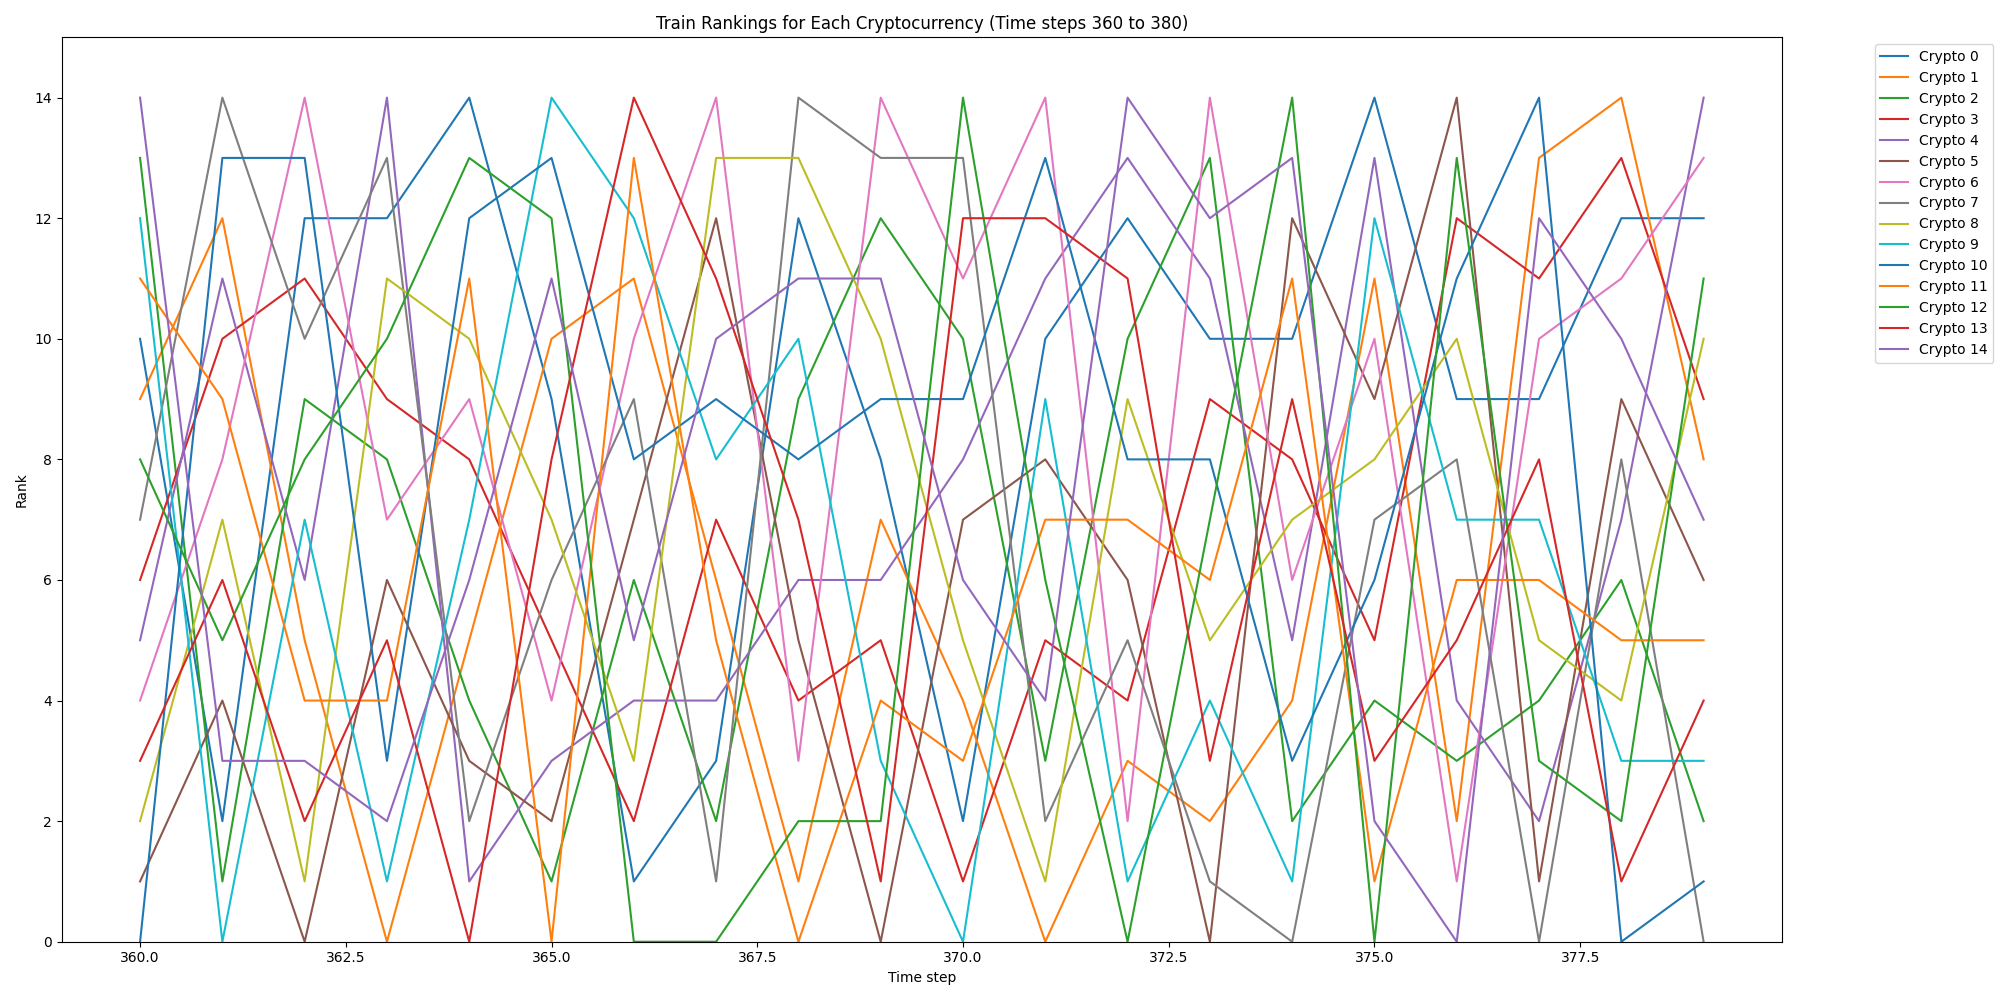 Train Rankings for Each Cryptocurrency (Time steps 360 to 380)
Rank
14
12
10
8
6
4
2
0
360.0 362.5 365.0 367.5 370.0 372.5 375.0 377.5
Time step
Crypto 0
Crypto 1
Crypto 2
Crypto 3
Crypto 4
Crypto 5
Crypto 6
Crypto 7
Crypto 8
Crypto 9
Crypto 10
Crypto 11
Crypto 12
Crypto 13
Crypto 14